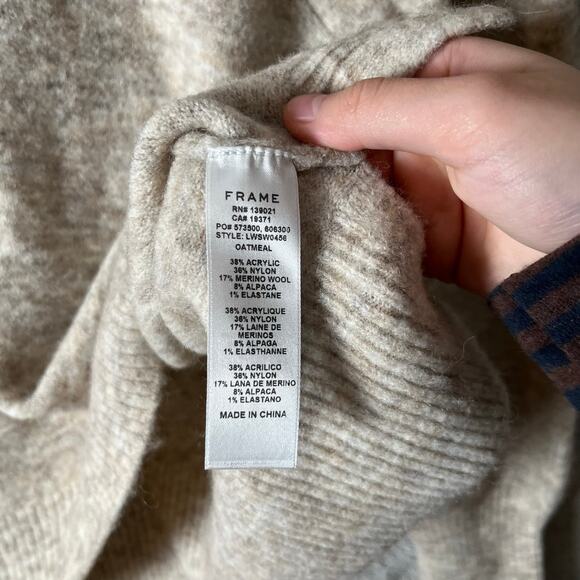 FRAME
RN# 139021
CA# 19371
PO# 573500, 606300
STYLE: LWSW0456
OATMEAL
38% ACRYLIC
36% NYLON
17% MERINO WOOL
8% ALPACA
1% ELASTANE
38% ACRYLIQUE
36% NYLON
17% LAINE DE
MERINOS
8% ALPAGA
1% ELASTHANNE
38% ACRILICO
36% NYLON
17% LANA DE MERINO
8% ALPACA
1% ELASTANO
MADE IN CHINA